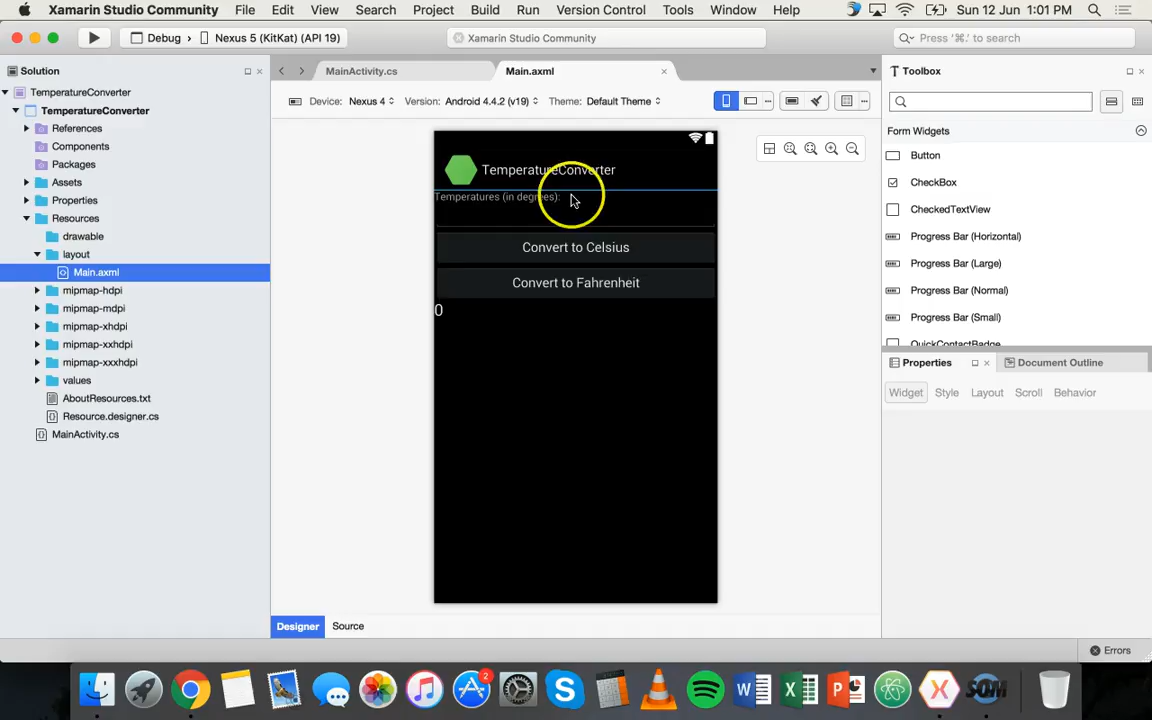 Xamarin Studio Community File Edit View Search Project Build Run Version Control Tools Window Help Sun 12 Jun 1:01 PM
Debug > Nexus 5 (KitKat) (API 19) Xamarin Studio Community Press '⌘.' to search
Solution
TemperatureConverter
TemperatureConverter
References
Components
Packages
Assets
Properties
Resources
drawable
layout
Main.axml
mipmap-hdpi
mipmap-mdpi
mipmap-xhdpi
mipmap-xxhdpi
mipmap-xxxhdpi
values
AboutResources.txt
Resource.designer.cs
MainActivity.cs
MainActivity.cs Main.axml
Device: Nexus 4 Version: Android 4.4.2 (v19) Theme: Default Theme
TemperatureConverter
Temperatures (in degrees):
Convert to Celsius
Convert to Fahrenheit
0
Designer Source
Toolbox
Form Widgets
Button
CheckBox
CheckedTextView
Progress Bar (Horizontal)
Progress Bar (Large)
Progress Bar (Normal)
Progress Bar (Small)
QuickContactBadge
Properties Document Outline
Widget Style Layout Scroll Behavior
Errors
2
SOM